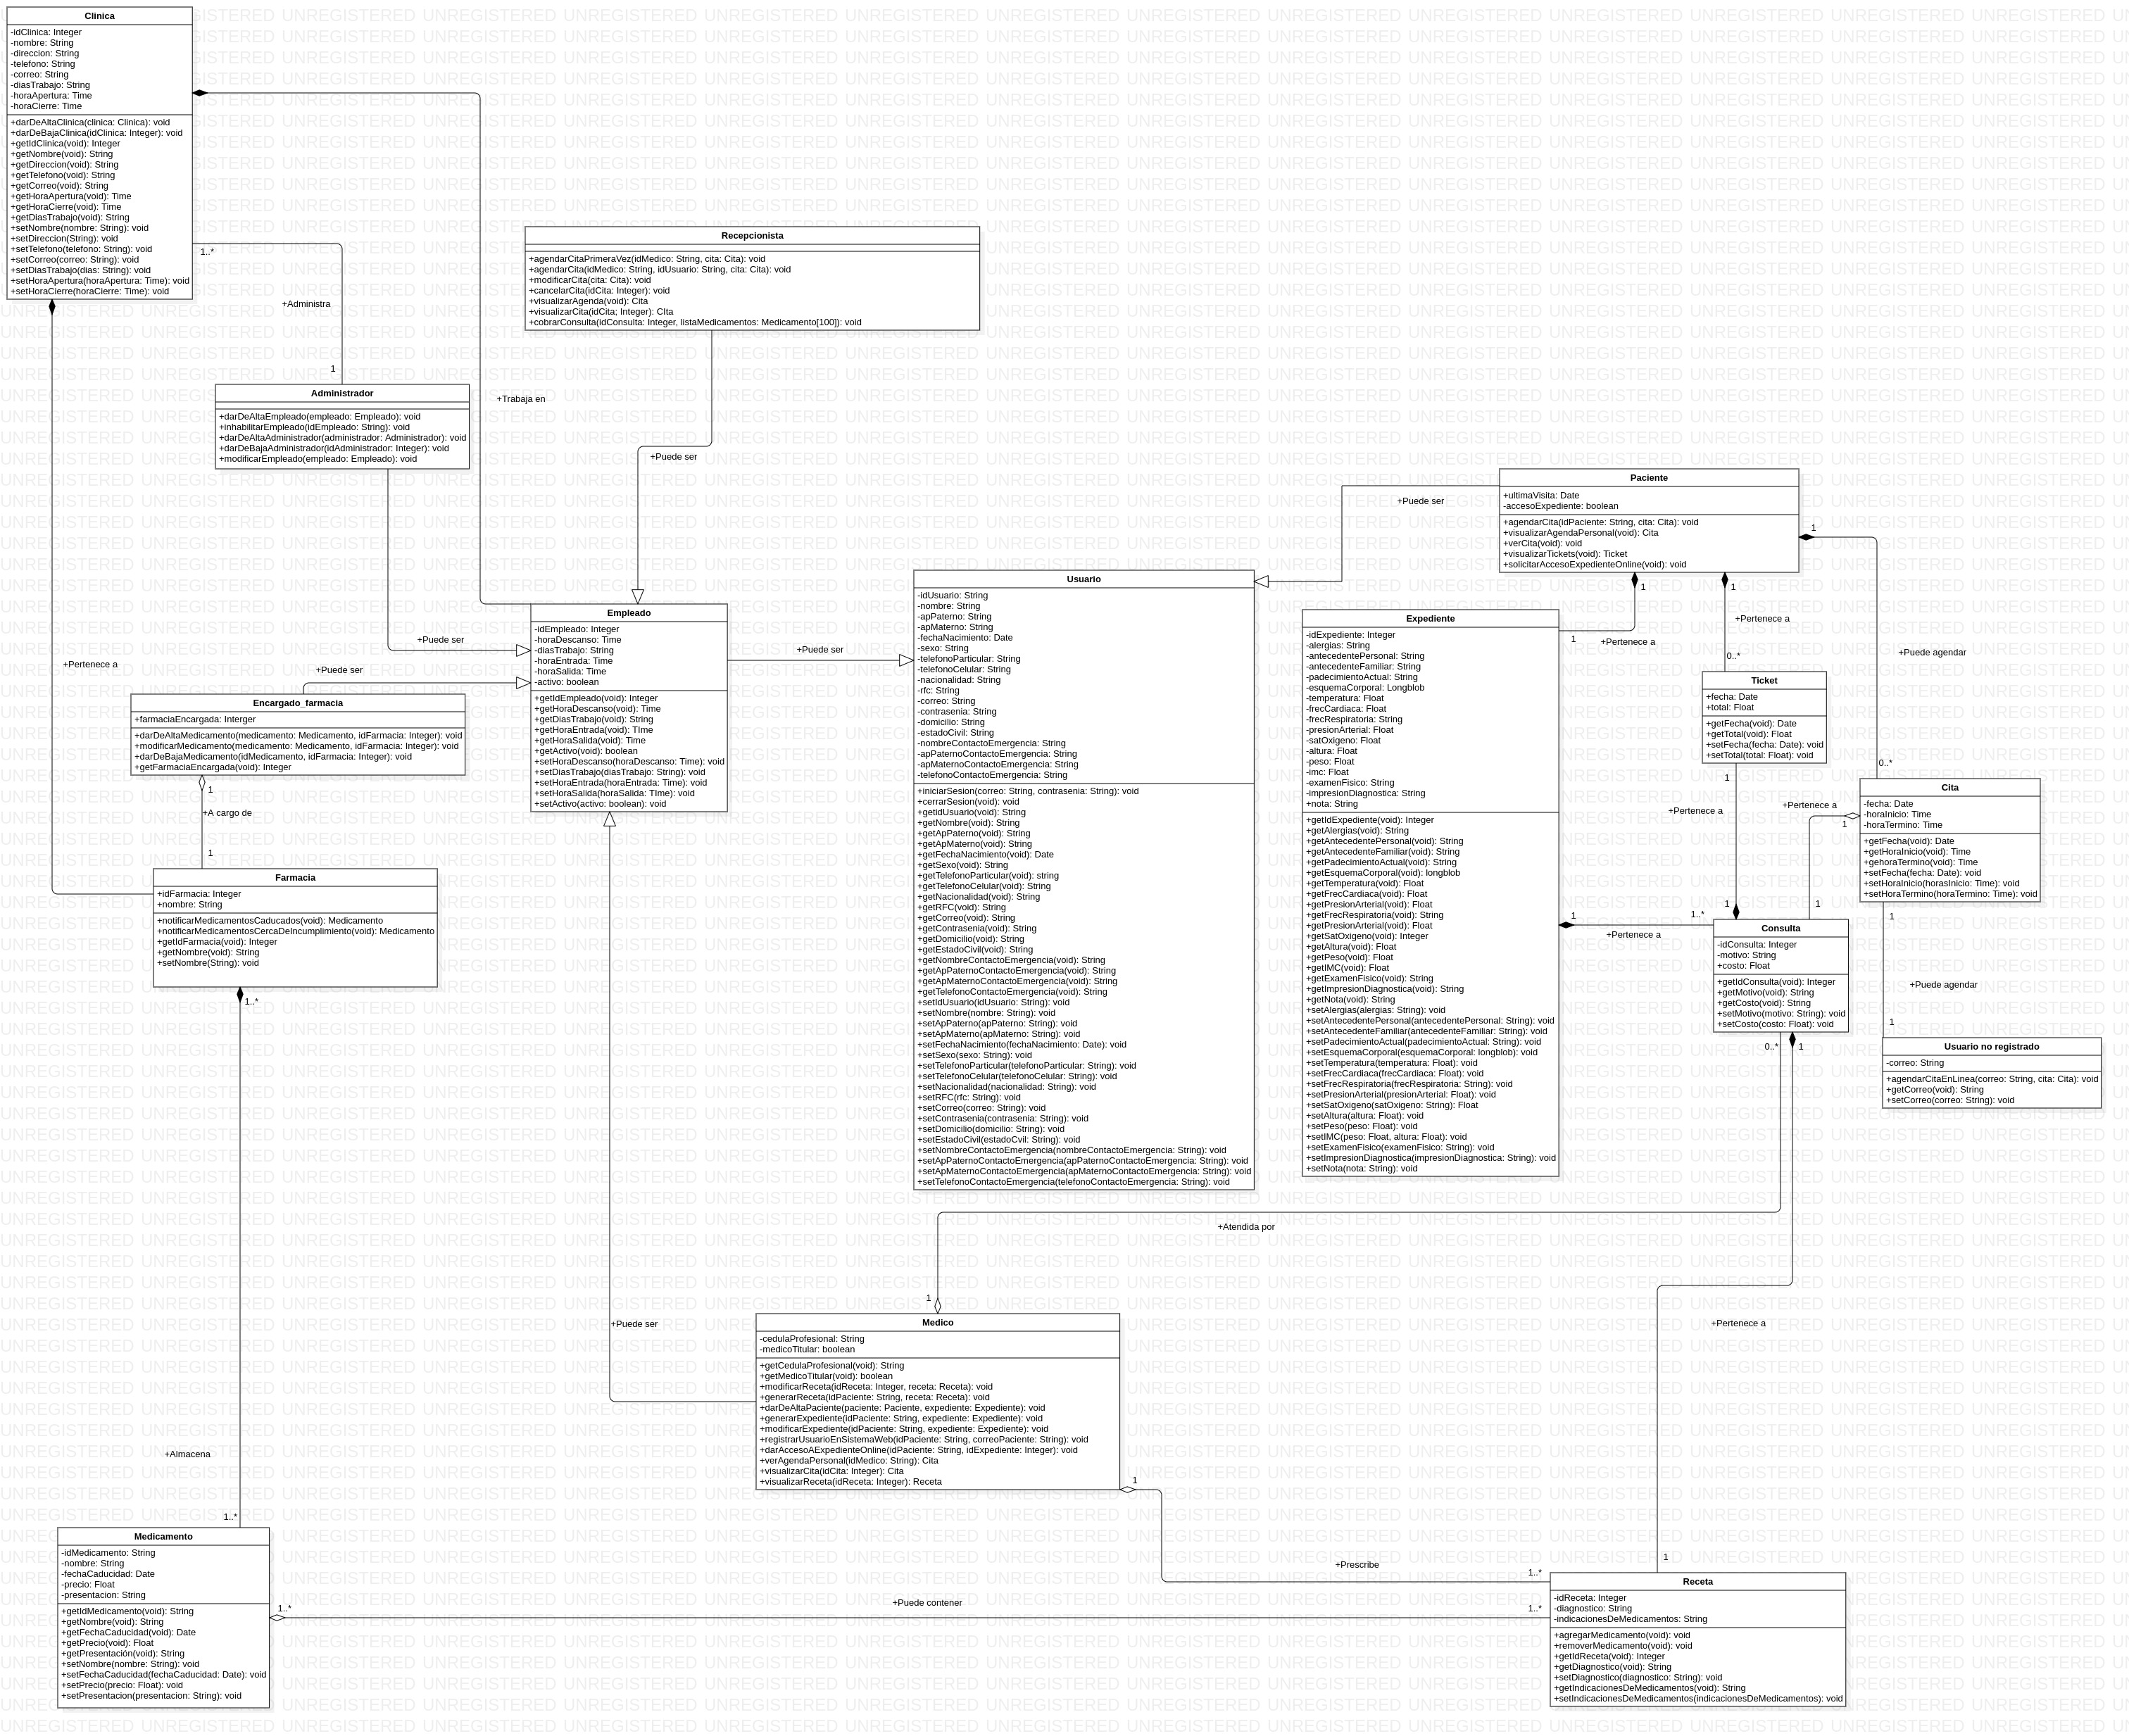 Clinica
-idClinica: Integer
-nombre: String
-direccion: String
-telefono: String
-correo: String
-diasTrabajo: String
-horaApertura: Time
-horaCierre: Time
+darDeAltaClinica(clinica: Clinica): void
+darDeBajaClinica(idClinica: Integer): void
+getIdClinica(void): Integer
+getNombre(void): String
+getDireccion(void): String
+getTelefono(void): String
+getCorreo(void): String
+getHoraApertura(void): Time
+getHoraCierre(void): Time
+getDiasTrabajo(void): String
+setNombre(nombre: String): void
+setDireccion(String): void
+setTelefono(telefono: String): void
+setCorreo(correo: String): void
+setDiasTrabajo(dias: String): void
+setHoraApertura(horaApertura: Time): void
+setHoraCierre(horaCierre: Time): void
1..*
+Administra
1
+Trabaja en
+Pertenece a
Recepcionista
+agendarCitaPrimeraVez(idMedico: String, cita: Cita): void
+agendarCita(idMedico: String, idUsuario: String, cita: Cita): void
+modificarCita(cita: Cita): void
+cancelarCita(idCita: Integer): void
+visualizarAgenda(void): Cita
+visualizarCita(idCita; Integer): CIta
+cobrarConsulta(idConsulta: Integer, listaMedicamentos: Medicamento[100]): void
+Puede ser
Administrador
+darDeAltaEmpleado(empleado: Empleado): void
+inhabilitarEmpleado(idEmpleado: String): void
+darDeAltaAdministrador(administrador: Administrador): void
+darDeBajaAdministrador(idAdministrador: Integer): void
+modificarEmpleado(empleado: Empleado): void
+Puede ser
+Puede ser
Encargado_farmacia
+farmaciaEncargada: Interger
+darDeAltaMedicamento(medicamento: Medicamento, idFarmacia: Integer): void
+modificarMedicamento(medicamento: Medicamento, idFarmacia: Integer): void
+darDeBajaMedicamento(idMedicamento, idFarmacia: Integer): void
+getFarmaciaEncargada(void): Integer
1
+A cargo de
1
Farmacia
+idFarmacia: Integer
+nombre: String
+notificarMedicamentosCaducados(void): Medicamento
+notificarMedicamentosCercaDeIncumplimiento(void): Medicamento
+getIdFarmacia(void): Integer
+getNombre(void): String
+setNombre(String): void
1..*
+Almacena
1..*
Empleado
-idEmpleado: Integer
-horaDescanso: Time
-diasTrabajo: String
-horaEntrada: Time
-horaSalida: Time
-activo: boolean
+getIdEmpleado(void): Integer
+getHoraDescanso(void): Time
+getDiasTrabajo(void): String
+getHoraEntrada(void): TIme
+getHoraSalida(void): Time
+getActivo(void): boolean
+setHoraDescanso(horaDescanso: Time): void
+setDiasTrabajo(diasTrabajo: String): void
+setHoraEntrada(horaEntrada: Time): void
+setHoraSalida(horaSalida: TIme): void
+setActivo(activo: boolean): void
+Puede ser
+Puede ser
Usuario
-idUsuario: String
-nombre: String
-apPaterno: String
-apMaterno: String
-fechaNacimiento: Date
-sexo: String
-telefonoParticular: String
-telefonoCelular: String
-nacionalidad: String
-rfc: String
-correo: String
-contrasenia: String
-domicilio: String
-estadoCivil: String
-nombreContactoEmergencia: String
-apPaternoContactoEmergencia: String
-apMaternoContactoEmergencia: String
-telefonoContactoEmergencia: String
+iniciarSesion(correo: String, contrasenia: String): void
+cerrarSesion(void): void
+getidUsuario(void): String
+getNombre(void): String
+getApPaterno(void): String
+getApMaterno(void): String
+getFechaNacimiento(void): Date
+getSexo(void): String
+getTelefonoParticular(void): string
+getTelefonoCelular(void): String
+getNacionalidad(void): String
+getRFC(void): String
+getCorreo(void): String
+getContrasenia(void): String
+getDomicilio(void): String
+getEstadoCivil(void): String
+getNombreContactoEmergencia(void): String
+getApPaternoContactoEmergencia(void): String
+getApMaternoContactoEmergencia(void): String
+getTelefonoContactoEmergencia(void): String
+setIdUsuario(idUsuario: String): void
+setNombre(nombre: String): void
+setApPaterno(apPaterno: String): void
+setApMaterno(apMaterno: String): void
+setFechaNacimiento(fechaNacimiento: Date): void
+setSexo(sexo: String): void
+setTelefonoParticular(telefonoParticular: String): void
+setTelefonoCelular(telefonoCelular: String): void
+setNacionalidad(nacionalidad: String): void
+setRFC(rfc: String): void
+setCorreo(correo: String): void
+setContrasenia(contrasenia: String): void
+setDomicilio(domicilio: String): void
+setEstadoCivil(estadoCvil: String): void
+setNombreContactoEmergencia(nombreContactoEmergencia: String): void
+setApPaternoContactoEmergencia(apPaternoContactoEmergencia: String): void
+setApMaternoContactoEmergencia(apMaternoContactoEmergencia: String): void
+setTelefonoContactoEmergencia(telefonoContactoEmergencia: String): void
+Puede ser
Paciente
+ultimaVisita: Date
-accesoExpediente: boolean
+agendarCita(idPaciente: String, cita: Cita): void
+visualizarAgendaPersonal(void): Cita
+verCita(void): void
+visualizarTickets(void): Ticket
+solicitarAccesoExpedienteOnline(void): void
1
1
1
1
+Pertenece a
+Pertenece a
0..*
+Puede agendar
0..*
Expediente
-idExpediente: Integer
-alergias: String
-antecedentePersonal: String
-antecedenteFamiliar: String
-padecimientoActual: String
-esquemaCorporal: Longblob
-temperatura: Float
-frecCardiaca: Float
-frecRespiratoria: String
-presionArterial: Float
-satOxigeno: Float
-altura: Float
-peso: Float
-imc: Float
-examenFisico: String
-impresionDiagnostica: String
+nota: String
+getIdExpediente(void): Integer
+getAlergias(void): String
+getAntecedentePersonal(void): String
+getAntecedenteFamiliar(void): String
+getPadecimientoActual(void): String
+getEsquemaCorporal(void): longblob
+getTemperatura(void): Float
+getFrecCardiaca(void): Float
+getPresionArterial(void): Float
+getFrecRespiratoria(void): String
+getPresionArterial(void): Float
+getSatOxigeno(void): Integer
+getAltura(void): Float
+getPeso(void): Float
+getIMC(void): Float
+getExamenFisico(void): String
+getImpresionDiagnostica(void): String
+getNota(void): String
+setAlergias(alergias: String): void
+setAntecedentePersonal(antecedentePersonal: String): void
+setAntecedenteFamiliar(antecedenteFamiliar: String): void
+setPadecimientoActual(padecimientoActual: String): void
+setEsquemaCorporal(esquemaCorporal: longblob): void
+setTemperatura(temperatura: Float): void
+setFrecCardiaca(frecCardiaca: Float): void
+setFrecRespiratoria(frecRespiratoria: String): void
+setPresionArterial(presionArterial: Float): void
+setSatOxigeno(satOxigeno: String): Float
+setAltura(altura: Float): void
+setPeso(peso: Float): void
+setIMC(peso: Float, altura: Float): void
+setExamenFisico(examenFisico: String): void
+setImpresionDiagnostica(impresionDiagnostica: String): void
+setNota(nota: String): void
Ticket
+fecha: Date
+total: Float
+getFecha(void): Date
+getTotal(void): Float
+setFecha(fecha: Date): void
+setTotal(total: Float): void
1
+Pertenece a
1
Cita
-fecha: Date
-horaInicio: Time
-horaTermino: Time
+getFecha(void): Date
+getHoraInicio(void): Time
+gehoraTermino(void): Time
+setFecha(fecha: Date): void
+setHoraInicio(horasInicio: Time): void
+setHoraTermino(horaTermino: Time): void
+Pertenece a
1
1
1
+Puede agendar
1
Usuario no registrado
-correo: String
+agendarCitaEnLinea(correo: String, cita: Cita): void
+getCorreo(void): String
+setCorreo(correo: String): void
1
1..*
+Pertenece a
Consulta
-idConsulta: Integer
-motivo: String
+costo: Float
+getIdConsulta(void): Integer
+getMotivo(void): String
+getCosto(void): String
+setMotivo(motivo: String): void
+setCosto(costo: Float): void
0..*
1
+Atendida por
1
+Pertenece a
1
Medico
-cedulaProfesional: String
-medicoTitular: boolean
+getCedulaProfesional(void): String
+getMedicoTitular(void): boolean
+modificarReceta(idReceta: Integer, receta: Receta): void
+generarReceta(idPaciente: String, receta: Receta): void
+darDeAltaPaciente(paciente: Paciente, expediente: Expediente): void
+generarExpediente(idPaciente: String, expediente: Expediente): void
+modificarExpediente(idPaciente: String, expediente: Expediente): void
+registrarUsuarioEnSistemaWeb(idPaciente: String, correoPaciente: String): void
+darAccesoAExpedienteOnline(idPaciente: String, idExpediente: Integer): void
+verAgendaPersonal(idMedico: String): Cita
+visualizarCita(idCita: Integer): Cita
+visualizarReceta(idReceta: Integer): Receta
1
+Prescribe
1..*
Medicamento
-idMedicamento: String
-nombre: String
-fechaCaducidad: Date
-precio: Float
-presentacion: String
+getIdMedicamento(void): String
+getNombre(void): String
+getFechaCaducidad(void): Date
+getPrecio(void): Float
+getPresentación(void): String
+setNombre(nombre: String): void
+setFechaCaducidad(fechaCaducidad: Date): void
+setPrecio(precio: Float): void
+setPresentacion(presentacion: String): void
1..*
+Puede contener
1..*
Receta
-idReceta: Integer
-diagnostico: String
-indicacionesDeMedicamentos: String
+agregarMedicamento(void): void
+removerMedicamento(void): void
+getIdReceta(void): Integer
+getDiagnostico(void): String
+setDiagnostico(diagnostico: String): void
+getIndicacionesDeMedicamentos(void): String
+setIndicacionesDeMedicamentos(indicacionesDeMedicamentos): void